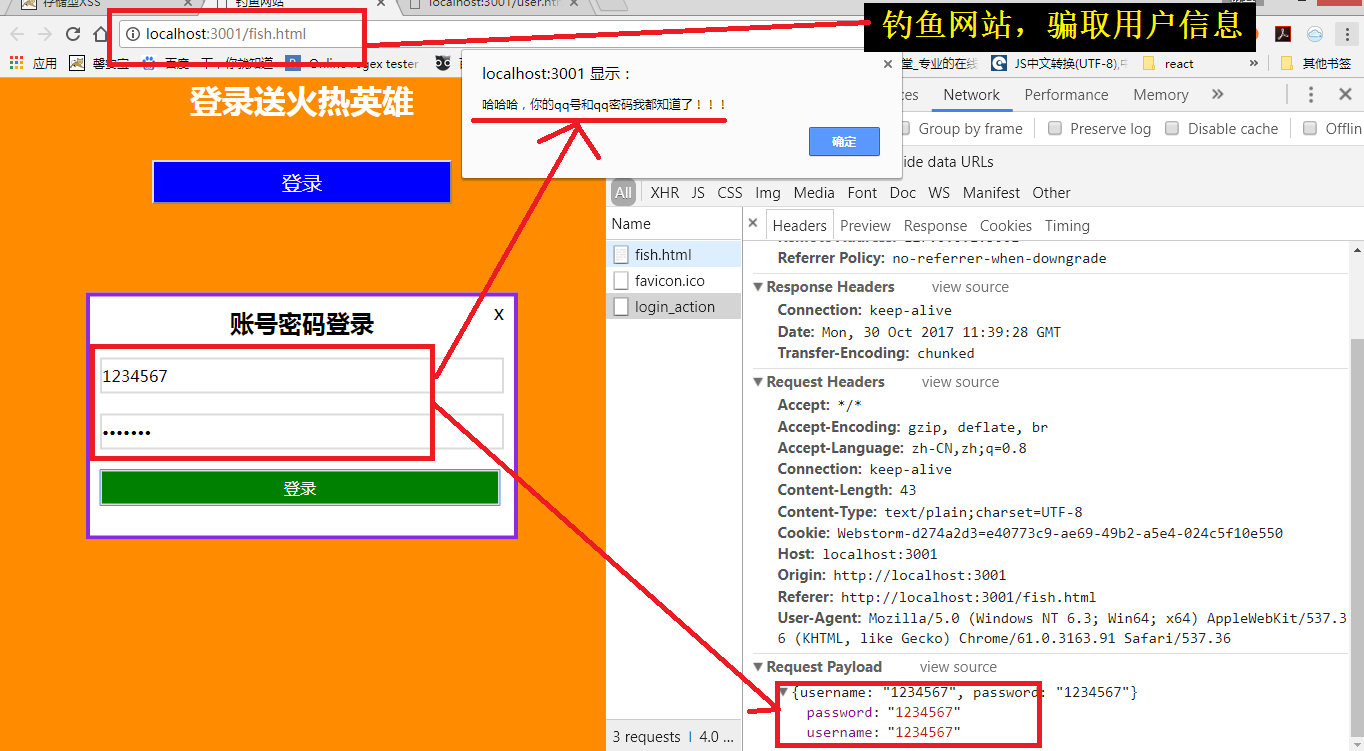 存储型XSS
钓鱼网站
localhost:3001/user.ht
localhost:3001/fish.html
钓鱼网站，骗取用户信息
应用
百度一下，你就知道
Online regex tester
堂_专业的在线
JS中文转换(UTF-8),中
react
»
其他书签
localhost:3001 显示：
哈哈哈，你的qq号和qq密码我都知道了！！！
确定
登录送火热英雄
登录
账号密码登录
X
1234567
•••••••
登录
ces
Network
Performance
Memory
»
Group by frame
Preserve log
Disable cache
Offlin
ide data URLs
All
XHR
JS
CSS
Img
Media
Font
Doc
WS
Manifest
Other
Name
Headers
Preview
Response
Cookies
Timing
fish.html
favicon.ico
login_action
Referrer Policy: no-referrer-when-downgrade
Response Headers view source
Connection: keep-alive
Date: Mon, 30 Oct 2017 11:39:28 GMT
Transfer-Encoding: chunked
Request Headers view source
Accept: */*
Accept-Encoding: gzip, deflate, br
Accept-Language: zh-CN,zh;q=0.8
Connection: keep-alive
Content-Length: 43
Content-Type: text/plain;charset=UTF-8
Cookie: Webstorm-d274a2d3=e40773c9-ae69-49b2-a5e4-024c5f10e550
Host: localhost:3001
Origin: http://localhost:3001
Referer: http://localhost:3001/fish.html
User-Agent: Mozilla/5.0 (Windows NT 6.3; Win64; x64) AppleWebKit/537.3
6 (KHTML, like Gecko) Chrome/61.0.3163.91 Safari/537.36
Request Payload view source
{username: "1234567", password: "1234567"}
password: "1234567"
username: "1234567"
3 requests
4.0 ...